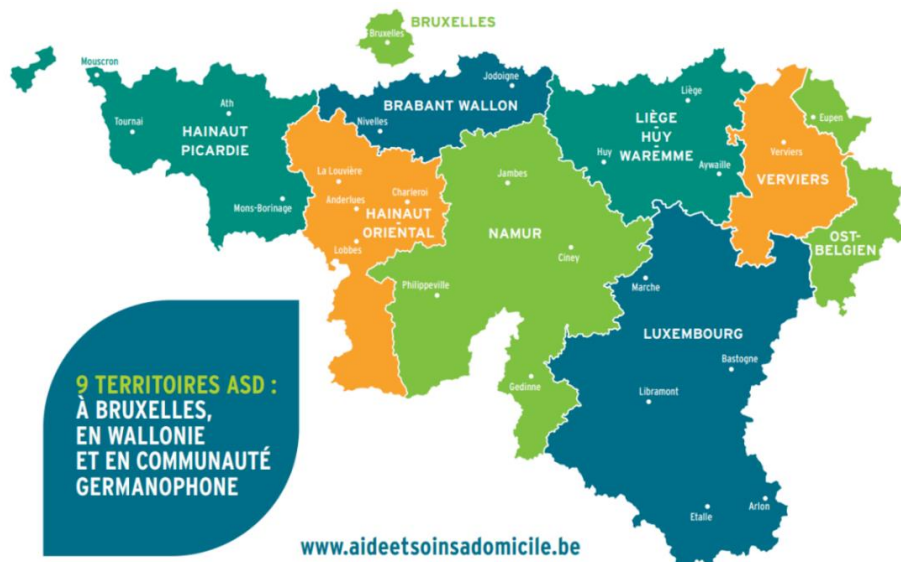 BRUXELLES
Bruxelles
Mouscron
Tournai
Ath
HAINAUT
PICARDIE
Mons-Borinage
Jodoigne
BRABANT WALLON
Nivelles
La Louvière
Charleroi
Anderlues
HAINAUT
-
ORIENTAL
Lobbes
Jambes
NAMUR
Ciney
Philippeville
Gedinne
Liège
LIÈGE
-
HUY
-
WAREMME
Huy
Aywaille
Verviers
VERVIERS
Eupen
OST-
BELGIEN
Marche
LUXEMBOURG
Bastogne
Libramont
Etalle
Arlon
9 TERRITOIRES ASD :
À BRUXELLES,
EN WALLONIE
ET EN COMMUNAUTÉ
GERMANOPHONE
www.aideetsoinsadomicile.be